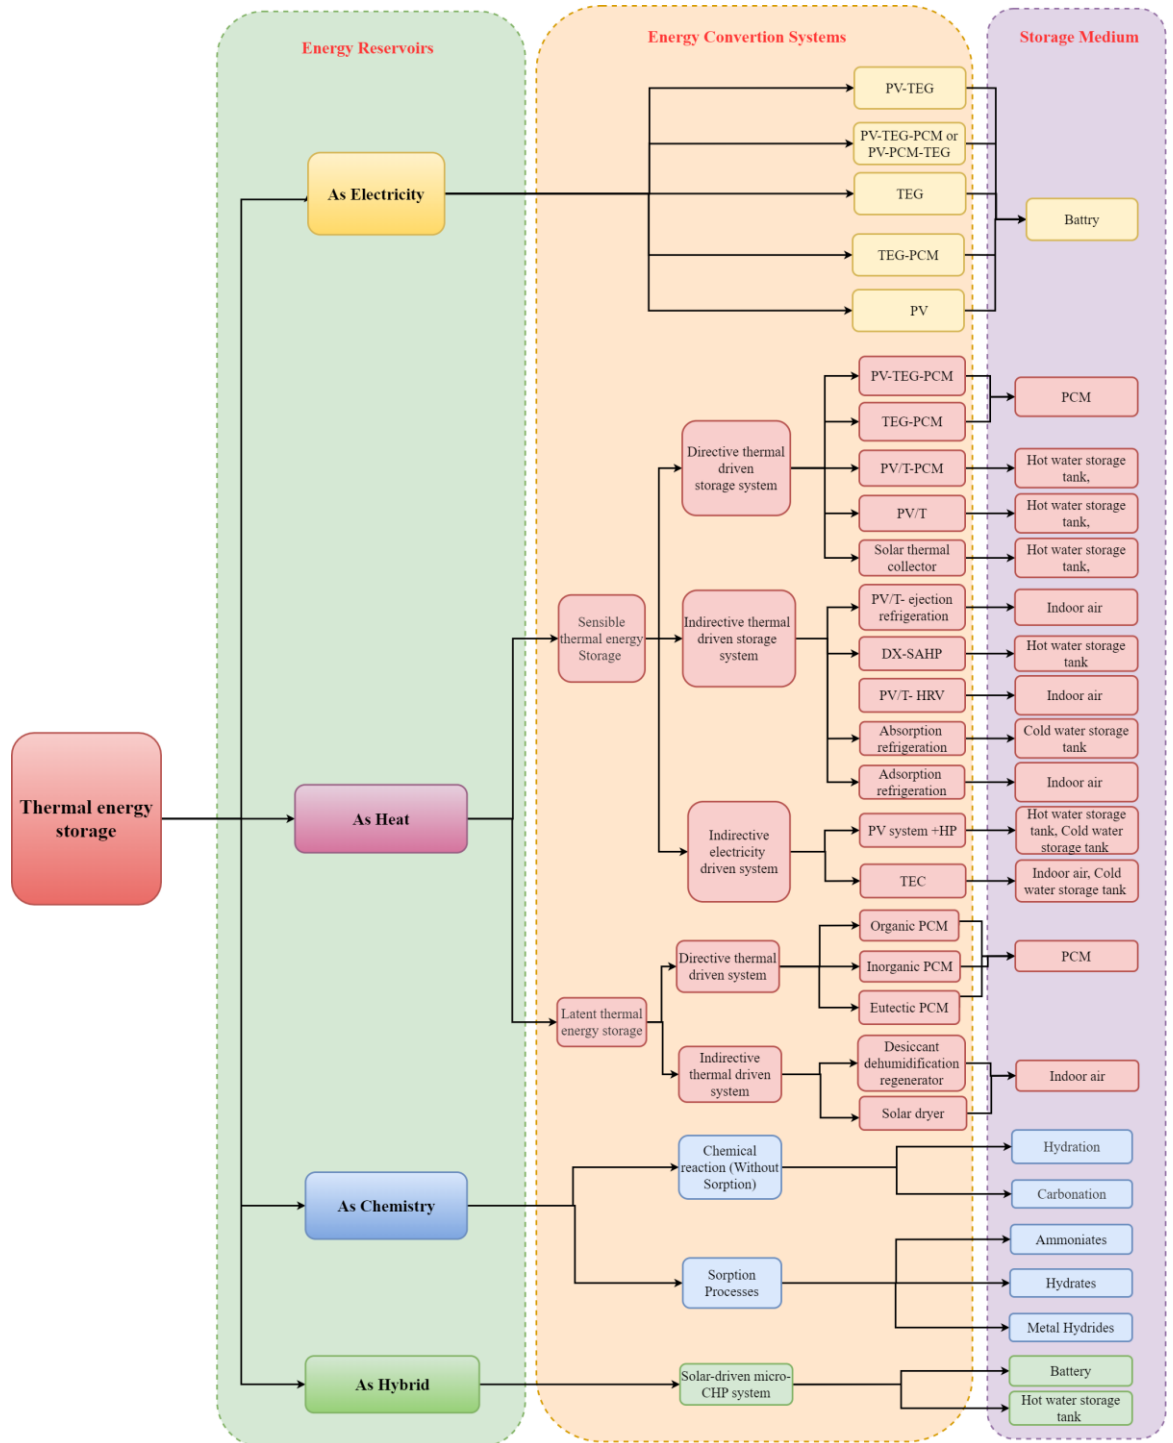 Energy Reservoirs
Energy Convertion Systems
Storage Medium
Thermal energy
storage
As Electricity
PV-TEG
PV-TEG-PCM or
PV-PCM-TEG
TEG
TEG-PCM
PV
Battry
As Heat
Sensible
thermal energy
Storage
Directive thermal
driven
storage system
PV-TEG-PCM
TEG-PCM
PCM
PV/T-PCM
Hot water storage
tank,
PV/T
Hot water storage
tank,
Solar thermal
collector
Hot water storage
tank,
Indirective thermal
driven storage
system
PV/T- ejection
refrigeration
Indoor air
DX-SAHP
Hot water storage
tank
PV/T- HRV
Indoor air
Absorption
refrigeration
Cold water storage
tank
Adsorption
refrigeration
Indoor air
Indirective
electricity
driven system
PV system +HP
Hot water storage
tank, Cold water
storage tank
TEC
Indoor air, Cold
water storage tank
Latent thermal
energy storage
Directive thermal
driven system
Organic PCM
Inorganic PCM
Eutectic PCM
PCM
Indirective
thermal driven
system
Desiccant
dehumidification
regenerator
Solar dryer
Indoor air
As Chemistry
Chemical
reaction (Without
Sorption)
Hydration
Carbonation
Sorption
Processes
Ammoniates
Hydrates
Metal Hydrides
As Hybrid
Solar-driven micro-
CHP system
Battery
Hot water storage
tank